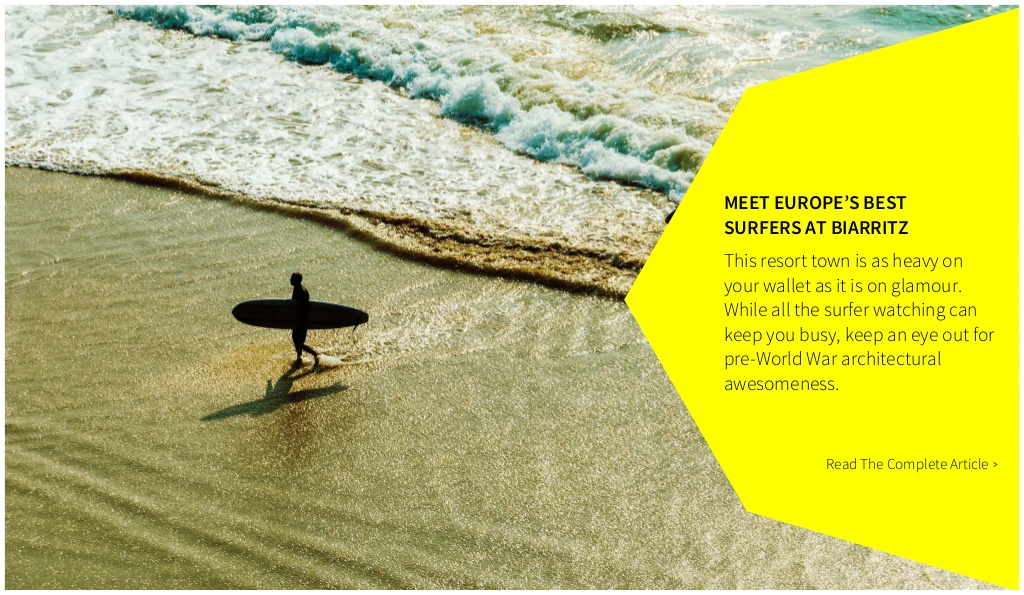 MEET EUROPE’S BEST
SURFERS AT BIARRITZ
This resort town is as heavy on
your wallet as it is on glamour.
While all the surfer watching can
keep you busy, keep an eye out for
pre-World War architectural
awesomeness.
Read The Complete Article >